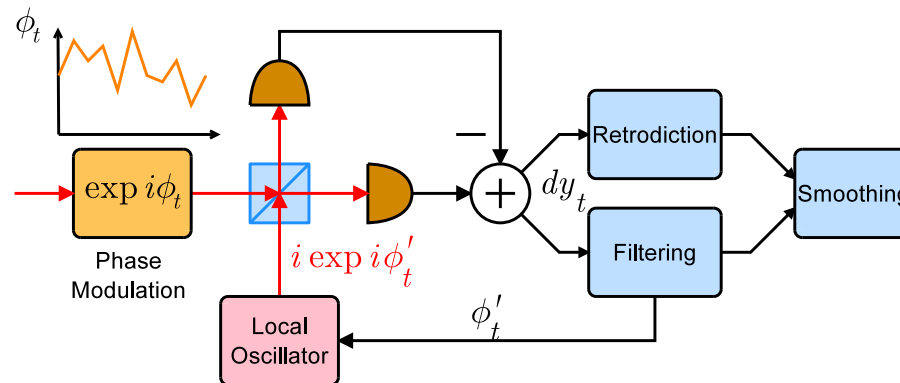 ϕ_t
exp iϕ_t
Phase
Modulation
i exp iϕ'_t
Local
Oscillator
ϕ'_t
−
+
dy_t
Retrodiction
Filtering
Smoothing